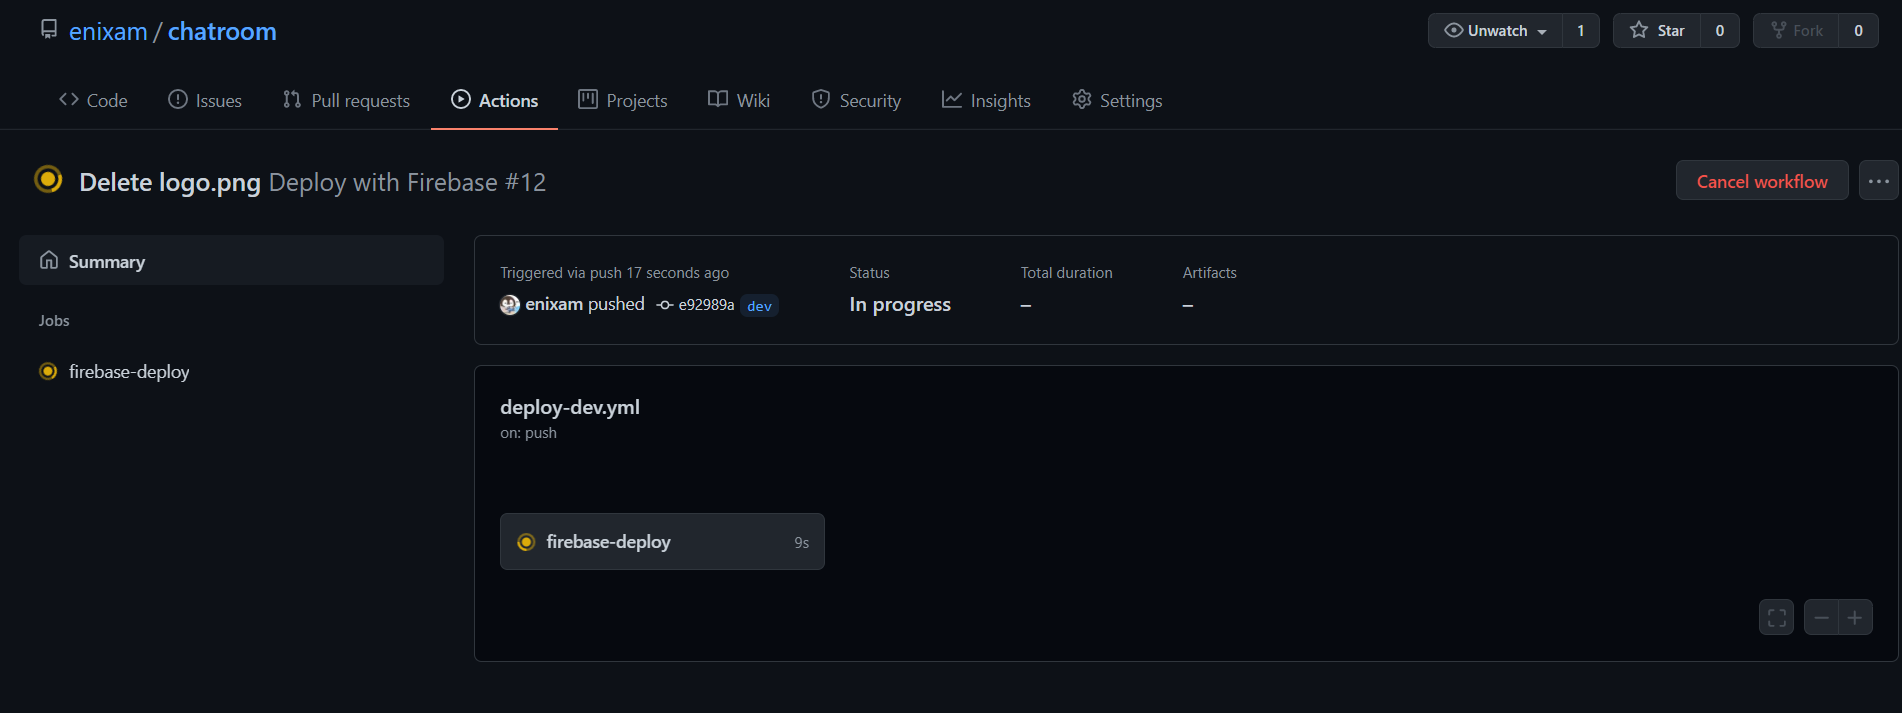 enixam / chatroom
Unwatch 1 Star 0 Fork 0
Code Issues Pull requests Actions Projects Wiki Security Insights Settings
Delete logo.png Deploy with Firebase #12
Cancel workflow
Summary
Jobs
firebase-deploy
Triggered via push 17 seconds ago
enixam pushed e92989a dev
Status
In progress
Total duration
–
Artifacts
–
deploy-dev.yml
on: push
firebase-deploy 9s